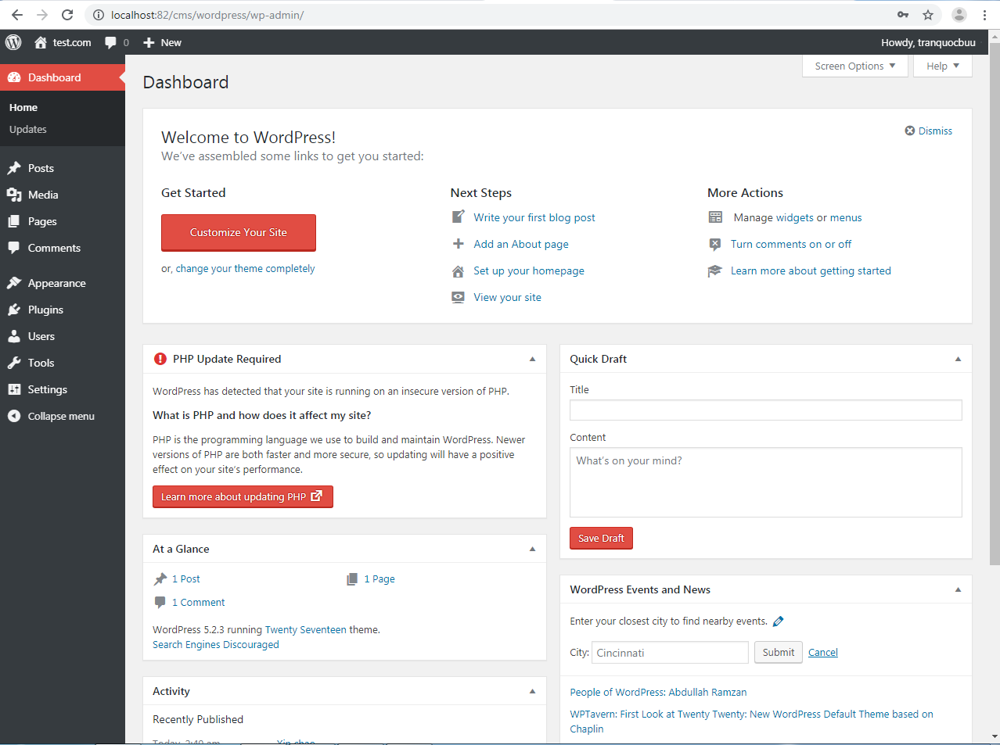 localhost:82/cms/wordpress/wp-admin/
test.com 0 New
Howdy, tranquocbuu
Dashboard
Home
Updates
Posts
Media
Pages
Comments
Appearance
Plugins
Users
Tools
Settings
Collapse menu
Screen Options
Help
Dashboard
Welcome to WordPress!
We've assembled some links to get you started:
Dismiss
Get Started
Customize Your Site
or, change your theme completely
Next Steps
Write your first blog post
Add an About page
Set up your homepage
View your site
More Actions
Manage widgets or menus
Turn comments on or off
Learn more about getting started
PHP Update Required
WordPress has detected that your site is running on an insecure version of PHP.
What is PHP and how does it affect my site?
PHP is the programming language we use to build and maintain WordPress. Newer
versions of PHP are both faster and more secure, so updating will have a positive
effect on your site's performance.
Learn more about updating PHP
At a Glance
1 Post
1 Page
1 Comment
WordPress 5.2.3 running Twenty Seventeen theme.
Search Engines Discouraged
Activity
Recently Published
Today, 2:40 am Xin chao
Quick Draft
Title
Content
What's on your mind?
Save Draft
WordPress Events and News
Enter your closest city to find nearby events.
City: Cincinnati Submit Cancel
People of WordPress: Abdullah Ramzan
WPTavern: First Look at Twenty Twenty: New WordPress Default Theme based on
Chaplin